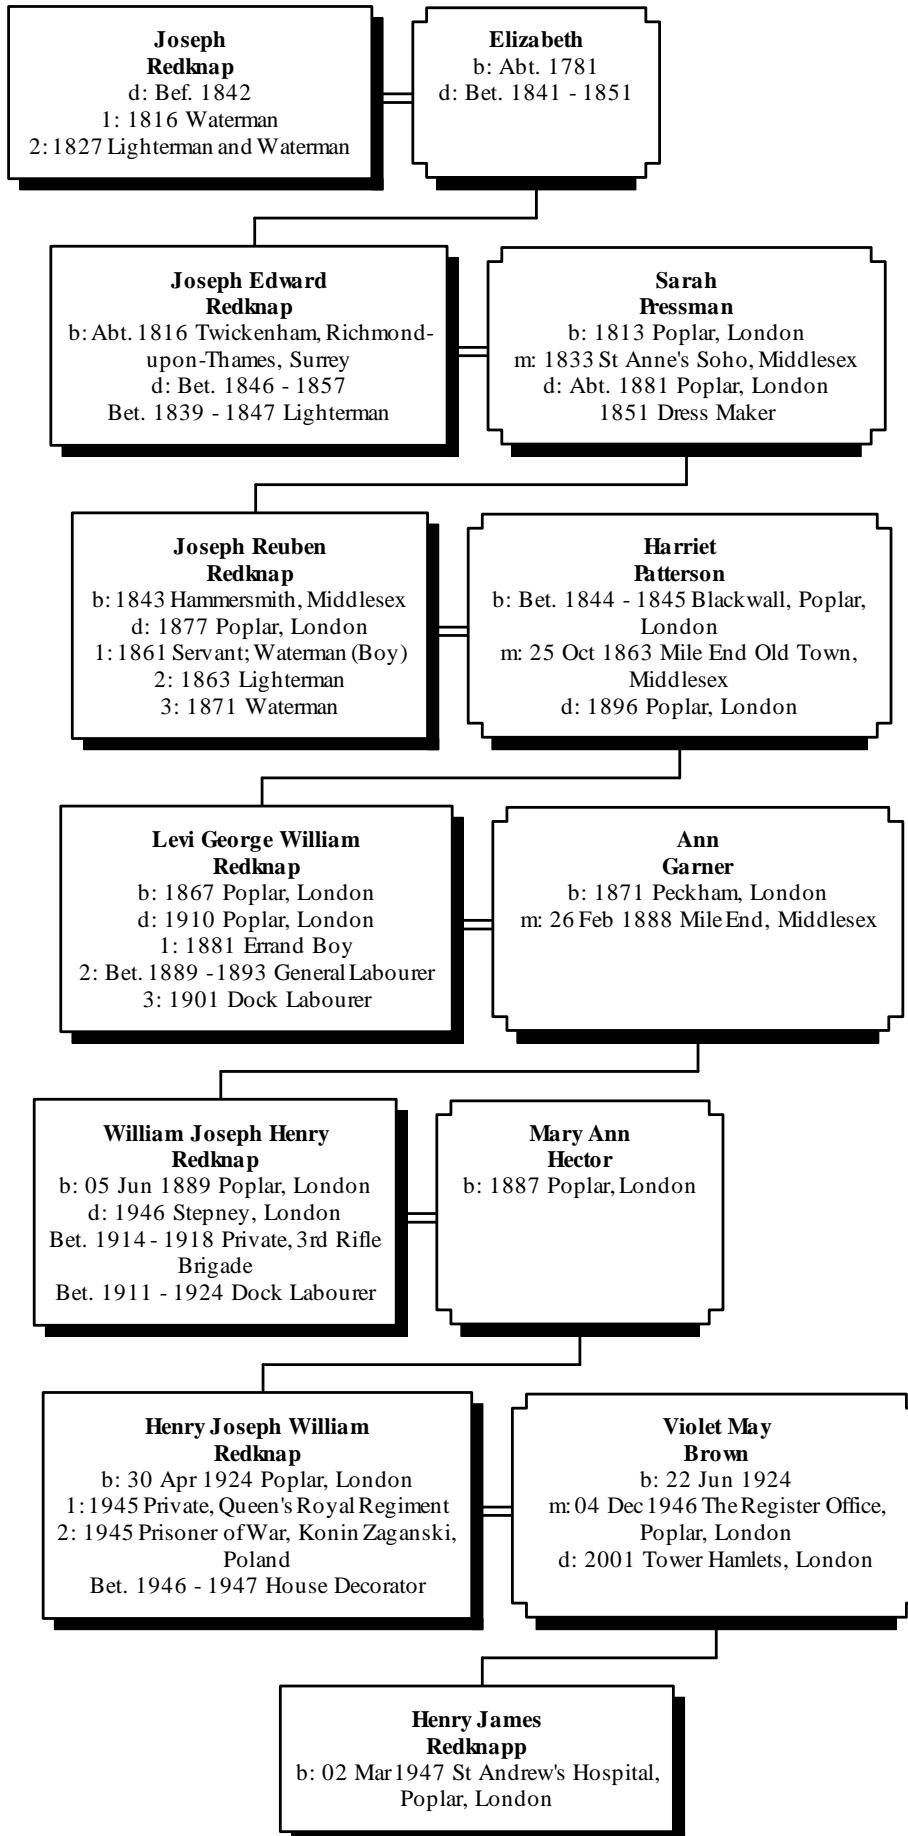 Joseph
Redknap
d: Bef. 1842
1: 1816 Waterman
2: 1827 Lighterman and Waterman
Elizabeth
b: Abt. 1781
d: Bet. 1841 - 1851
Joseph Edward
Redknap
b: Abt. 1816 Twickenham, Richmond-
upon-Thames, Surrey
d: Bet. 1846 - 1857
Bet. 1839 - 1847 Lighterman
Sarah
Pressman
b: 1813 Poplar, London
m: 1833 St Anne's Soho, Middlesex
d: Abt. 1881 Poplar, London
1851 Dress Maker
Joseph Reuben
Redknap
b: 1843 Hammersmith, Middlesex
d: 1877 Poplar, London
1: 1861 Servant; Waterman (Boy)
2: 1863 Lighterman
3: 1871 Waterman
Harriet
Patterson
b: Bet. 1844 - 1845 Blackwall, Poplar,
London
m: 25 Oct 1863 Mile End Old Town,
Middlesex
d: 1896 Poplar, London
Levi George William
Redknap
b: 1867 Poplar, London
d: 1910 Poplar, London
1: 1881 Errand Boy
2: Bet. 1889 - 1893 General Labourer
3: 1901 Dock Labourer
Ann
Garner
b: 1871 Peckham, London
m: 26 Feb 1888 Mile End, Middlesex
William Joseph Henry
Redknap
b: 05 Jun 1889 Poplar, London
d: 1946 Stepney, London
Bet. 1914 - 1918 Private, 3rd Rifle
Brigade
Bet. 1911 - 1924 Dock Labourer
Mary Ann
Hector
b: 1887 Poplar, London
Henry Joseph William
Redknap
b: 30 Apr 1924 Poplar, London
1: 1945 Private, Queen's Royal Regiment
2: 1945 Prisoner of War, Konin Zaganski,
Poland
Bet. 1946 - 1947 House Decorator
Violet May
Brown
b: 22 Jun 1924
m: 04 Dec 1946 The Register Office,
Poplar, London
d: 2001 Tower Hamlets, London
Henry James
Redknapp
b: 02 Mar 1947 St Andrew's Hospital,
Poplar, London